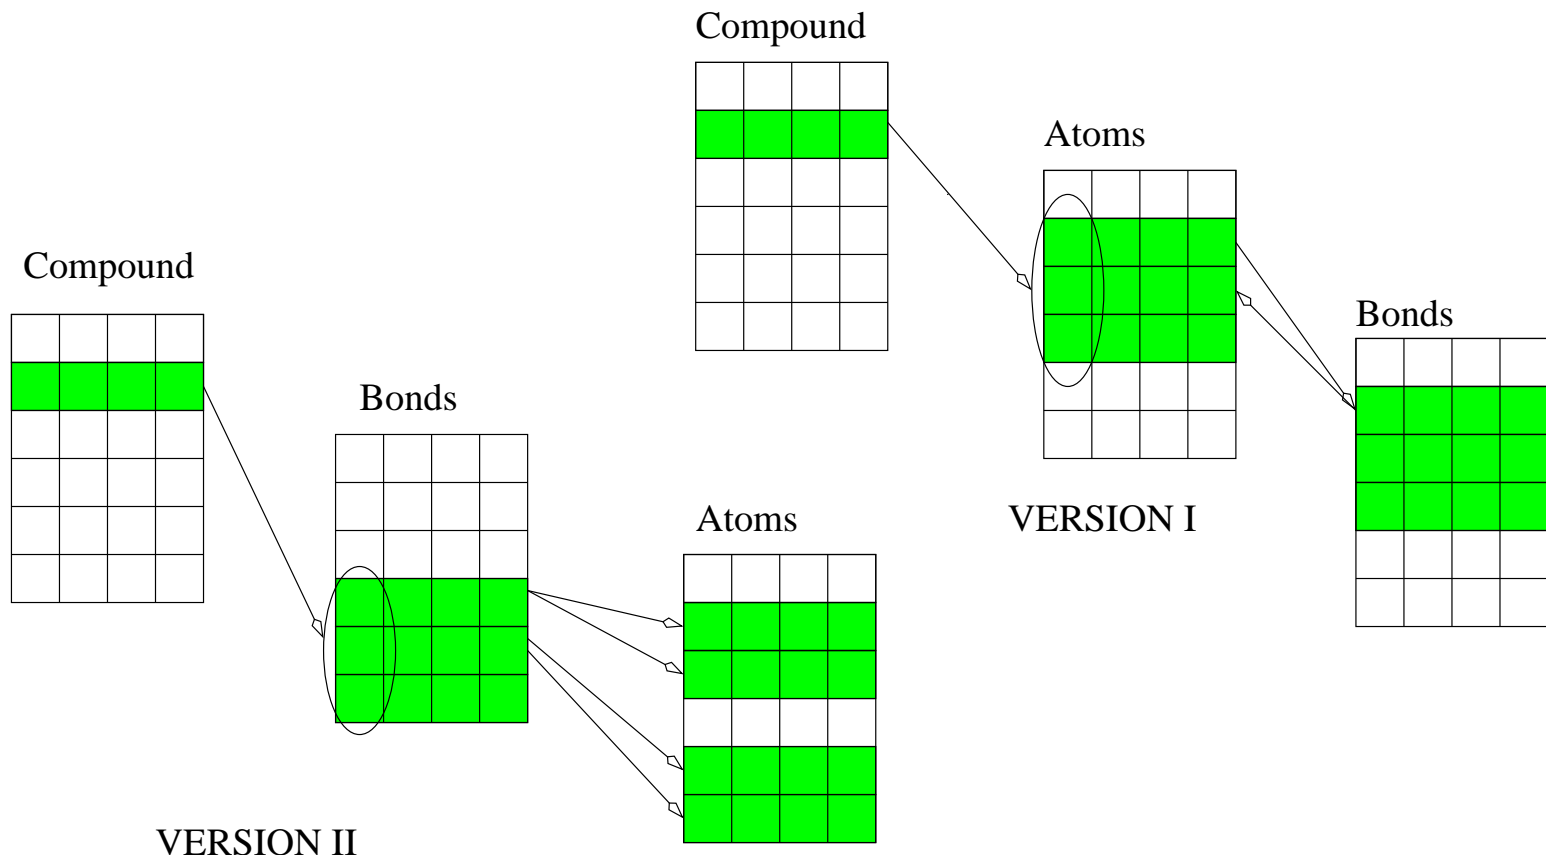 Compound
Atoms
Bonds
VERSION I
Compound
Bonds
Atoms
VERSION II